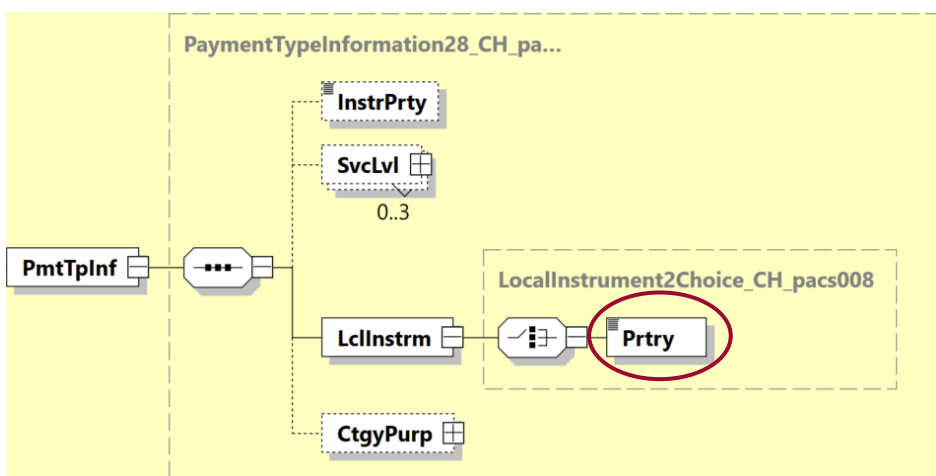 PaymentTypeInformation28_CH_pa...
InstrPrty
SvcLvl
0..3
PmtTpInf
LocalInstrument2Choice_CH_pacs008
LclInstrm
Prtry
CtgyPurp